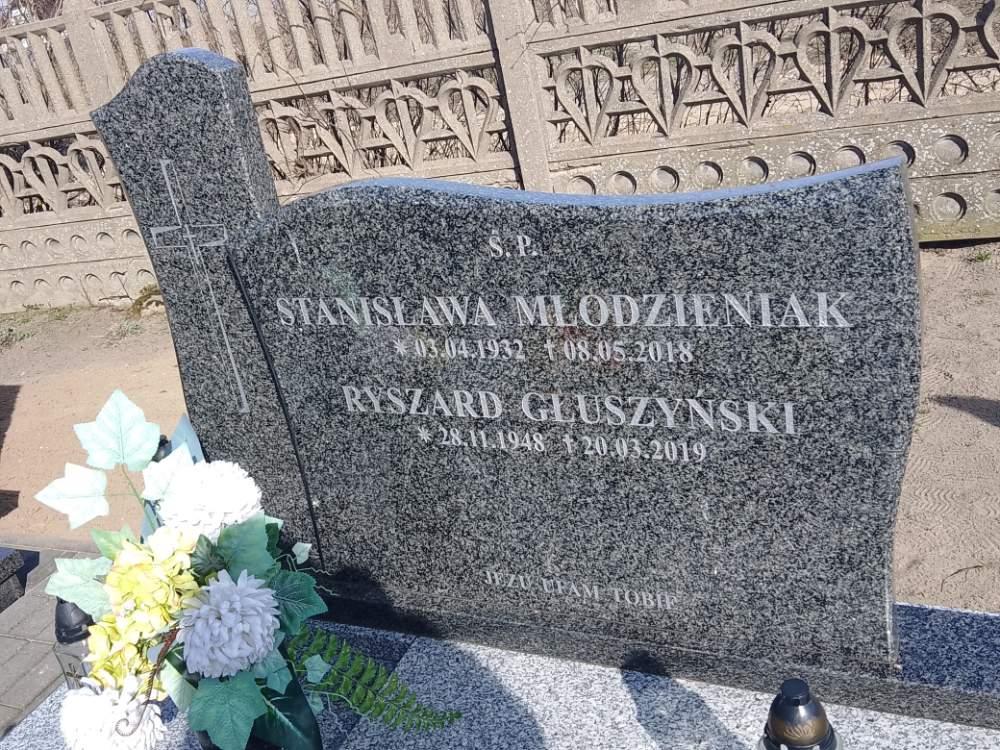 Ś.P.
STANISŁAWA MŁODZIENIAK
* 03.04.1932 † 08.05.2018
RYSZARD GŁUSZYŃSKI
* 28.11.1948 † 20.03.2019
JEZU UFAM TOBIE